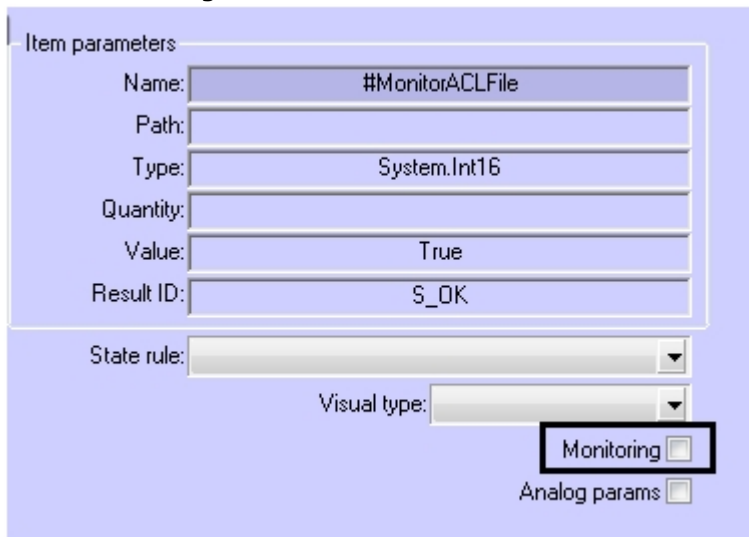 Item parameters
Name: #MonitorACLFile
Path:
Type: System.Int16
Quantity:
Value: True
Result ID: S_OK
State rule:
Visual type:
Monitoring
Analog params